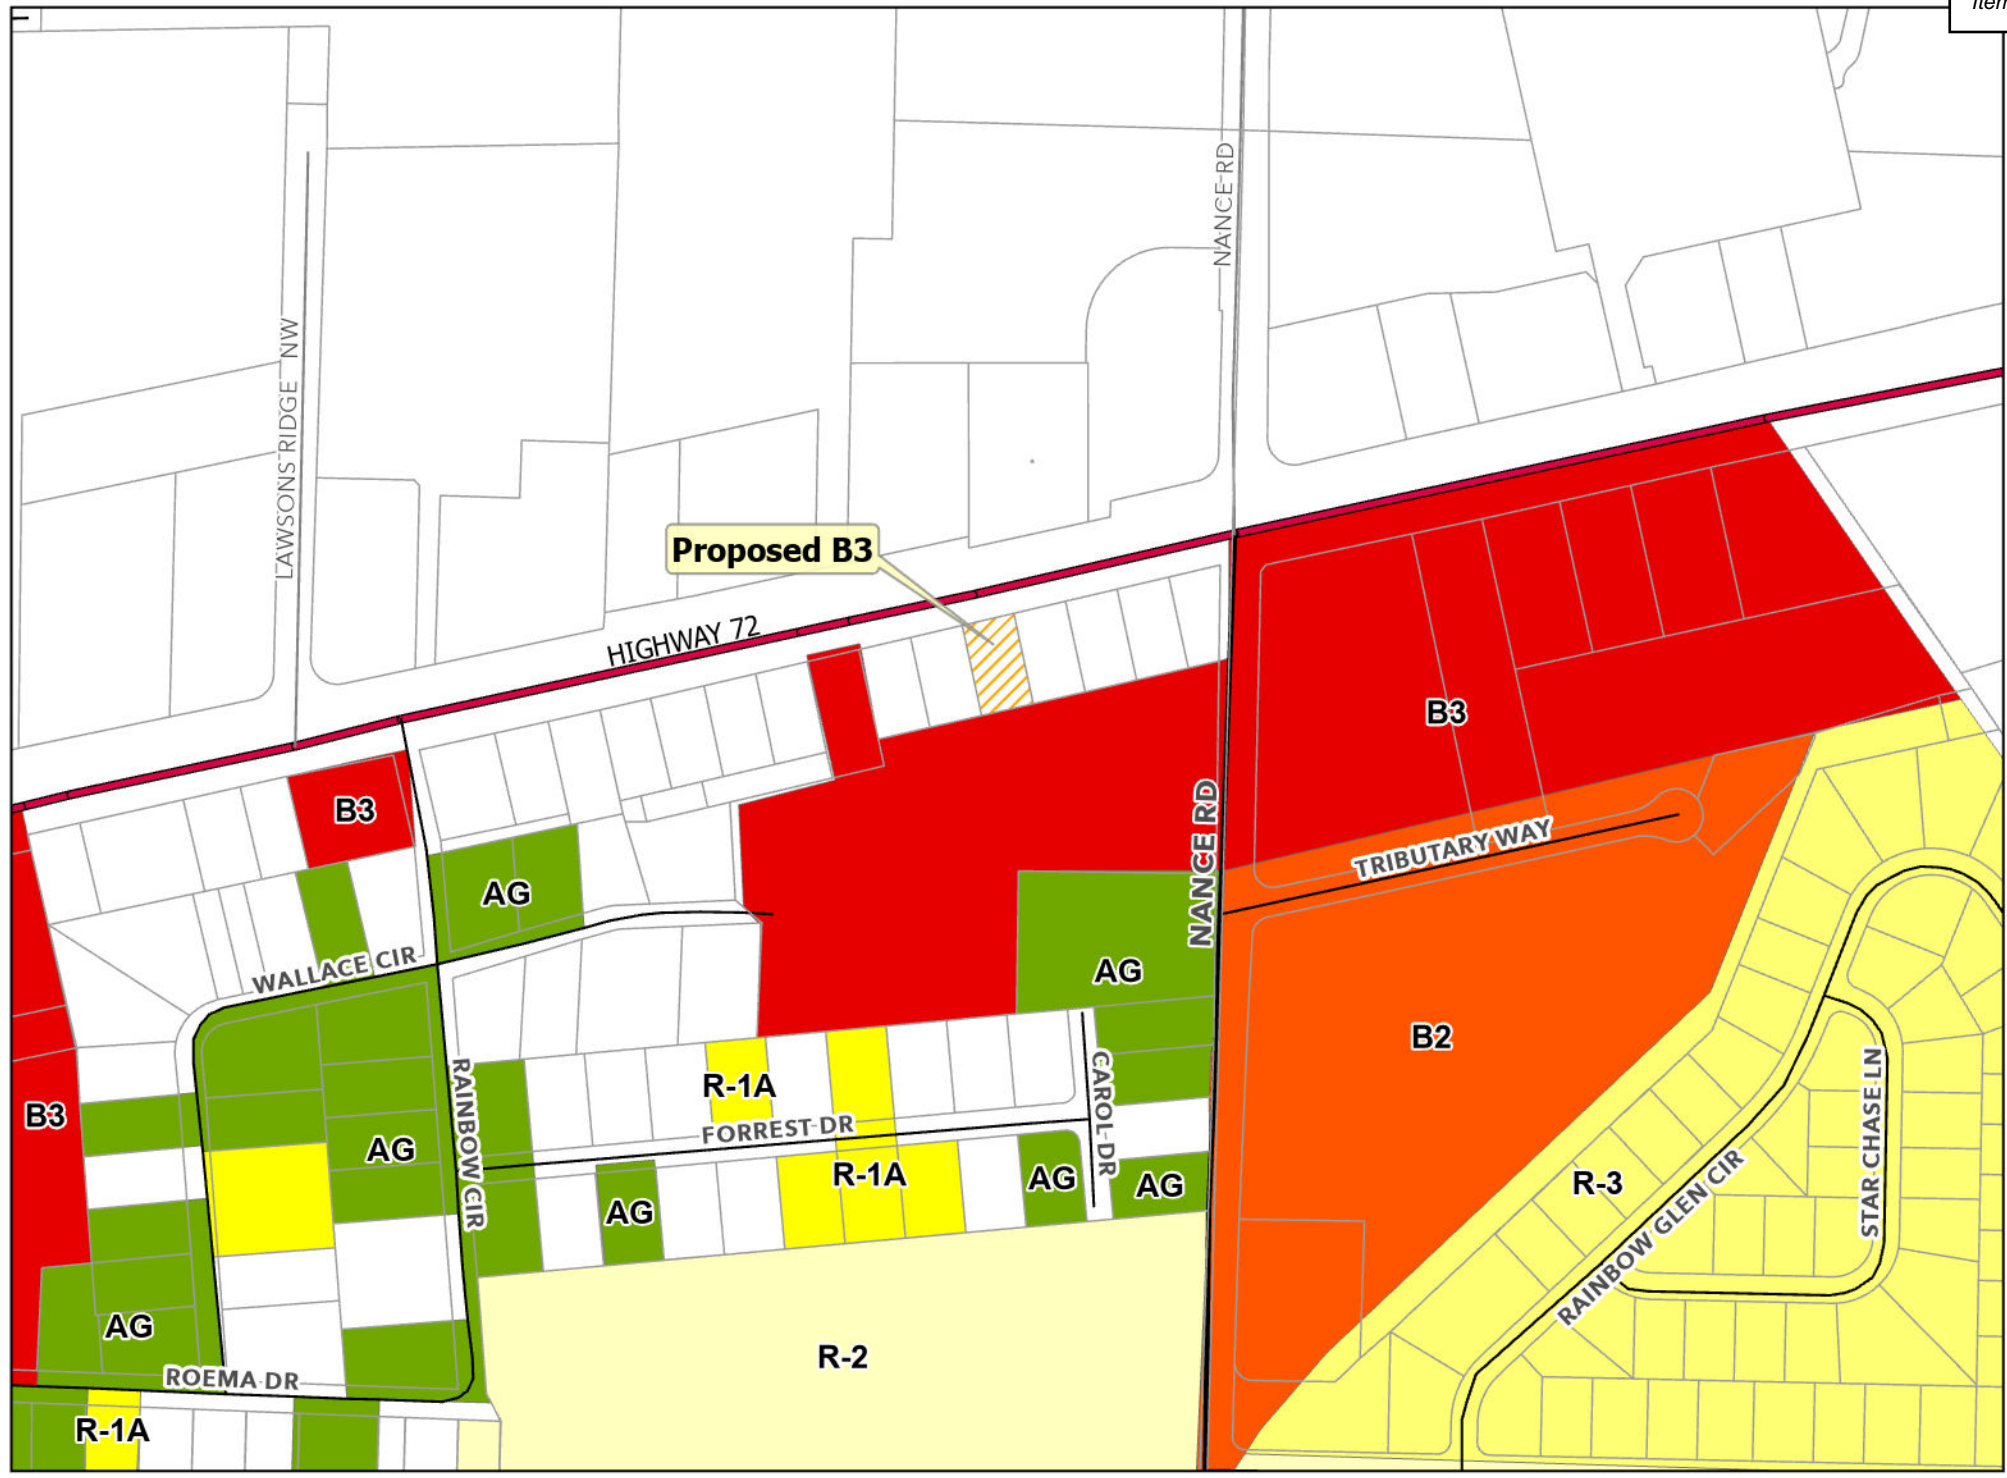 Item
NANCE RD
LAWSONS RIDGE NW
Proposed B3
HIGHWAY 72
B3
B3
NANCE RD
TRIBUTARY WAY
AG
WALLACE CIR
AG
B2
B3
RAINBOW CIR
R-1A
CAROL DR
STAR CHASE LN
FORREST DR
AG
R-1A
AG
AG
R-3
RAINBOW GLEN CIR
AG
AG
R-2
ROEMA DR
R-1A